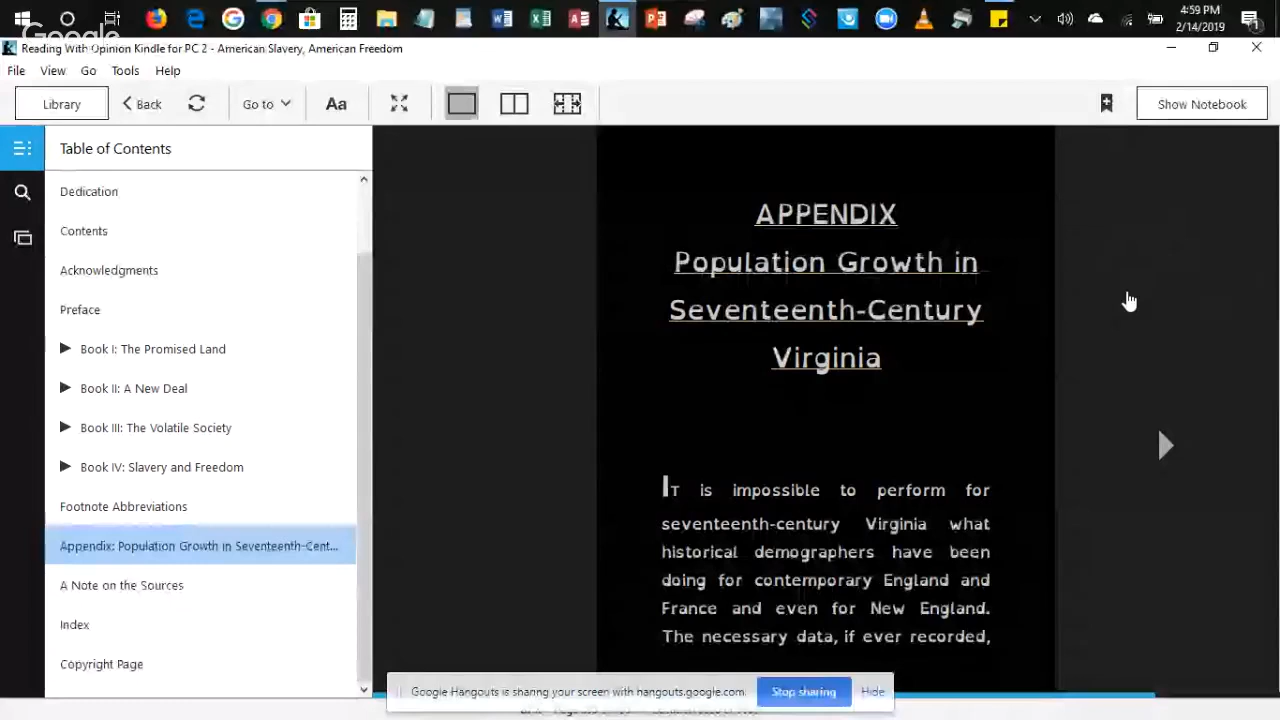 4:59 PM
2/14/2019
Google
Reading With Opinion Kindle for PC 2 - American Slavery, American Freedom
File View Go Tools Help
Library Back Go to Aa Show Notebook
Table of Contents
Dedication
Contents
Acknowledgments
Preface
Book I: The Promised Land
Book II: A New Deal
Book III: The Volatile Society
Book IV: Slavery and Freedom
Footnote Abbreviations
Appendix: Population Growth in Seventeenth-Cent...
A Note on the Sources
Index
Copyright Page
APPENDIX
Population Growth in
Seventeenth-Century
Virginia
IT is impossible to perform for
seventeenth-century Virginia what
historical demographers have been
doing for contemporary England and
France and even for New England.
The necessary data, if ever recorded,
Google Hangouts is sharing your screen with hangouts.google.com. Stop sharing Hide